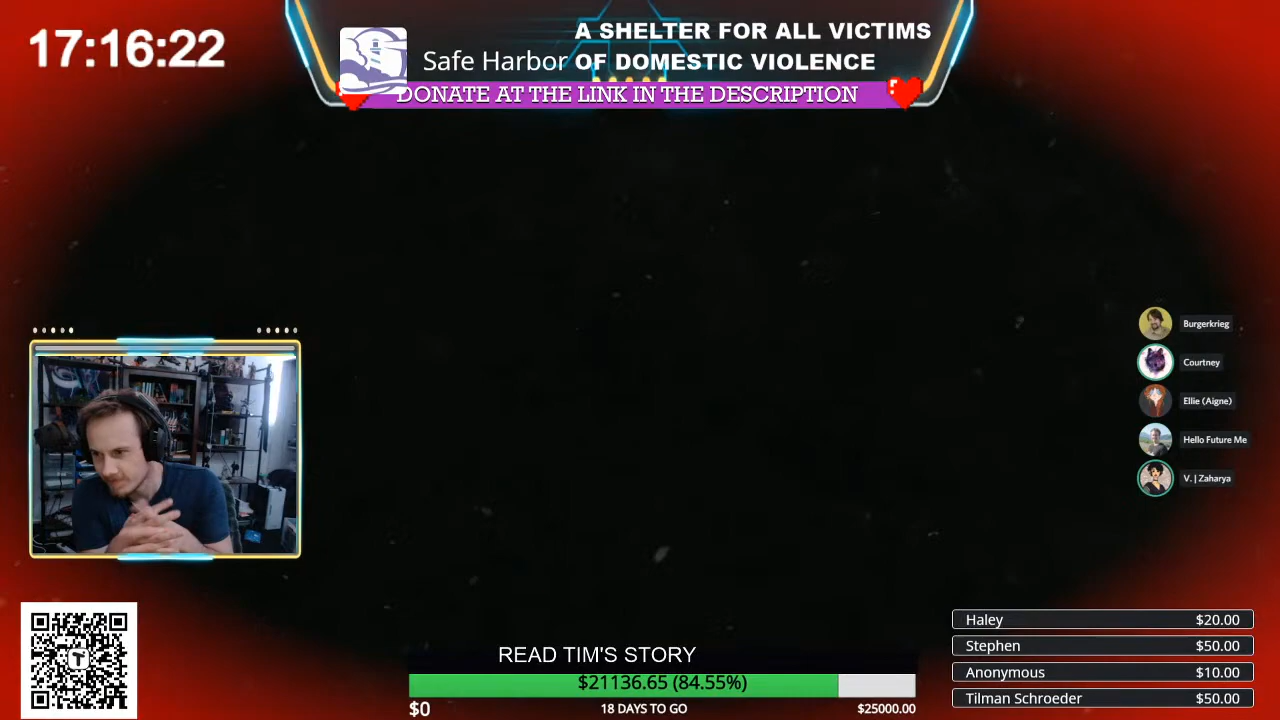 17:16:22
A SHELTER FOR ALL VICTIMS
Safe Harbor OF DOMESTIC VIOLENCE
DONATE AT THE LINK IN THE DESCRIPTION
Burgerkrieg
Courtney
Ellie (Aigne)
Hello Future Me
V. | Zaharya
T
Haley $20.00
Stephen $50.00
Anonymous $10.00
Tilman Schroeder $50.00
READ TIM'S STORY
$21136.65 (84.55%)
$0 18 DAYS TO GO $25000.00